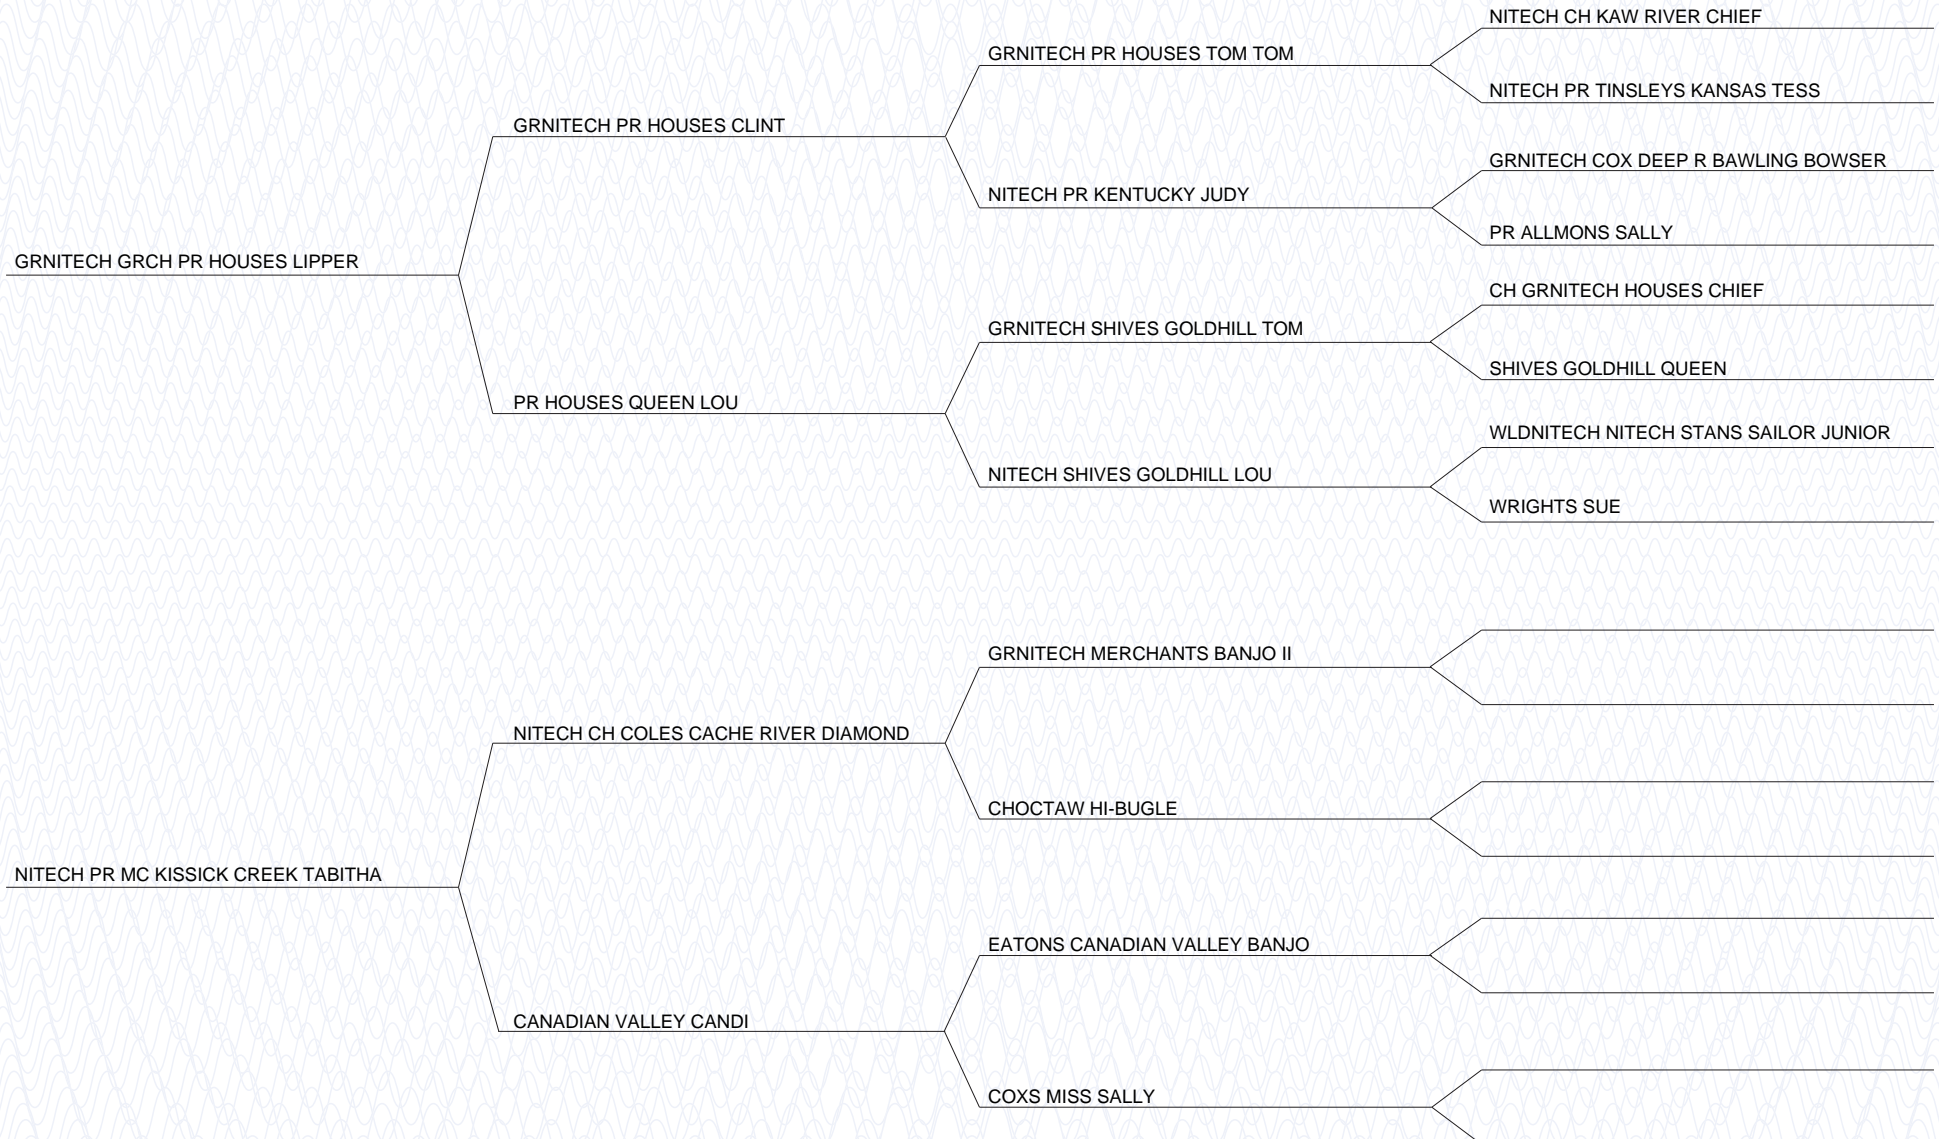 NITECH CH KAW RIVER CHIEF
GRNITECH PR HOUSES TOM TOM
NITECH PR TINSLEYS KANSAS TESS
GRNITECH PR HOUSES CLINT
GRNITECH COX DEEP R BAWLING BOWSER
NITECH PR KENTUCKY JUDY
PR ALLMONS SALLY
GRNITECH GRCH PR HOUSES LIPPER
CH GRNITECH HOUSES CHIEF
GRNITECH SHIVES GOLDHILL TOM
SHIVES GOLDHILL QUEEN
PR HOUSES QUEEN LOU
WLDNITECH NITECH STANS SAILOR JUNIOR
NITECH SHIVES GOLDHILL LOU
WRIGHTS SUE
GRNITECH MERCHANTS BANJO II
NITECH CH COLES CACHE RIVER DIAMOND
CHOCTAW HI-BUGLE
NITECH PR MC KISSICK CREEK TABITHA
EATONS CANADIAN VALLEY BANJO
CANADIAN VALLEY CANDI
COXS MISS SALLY